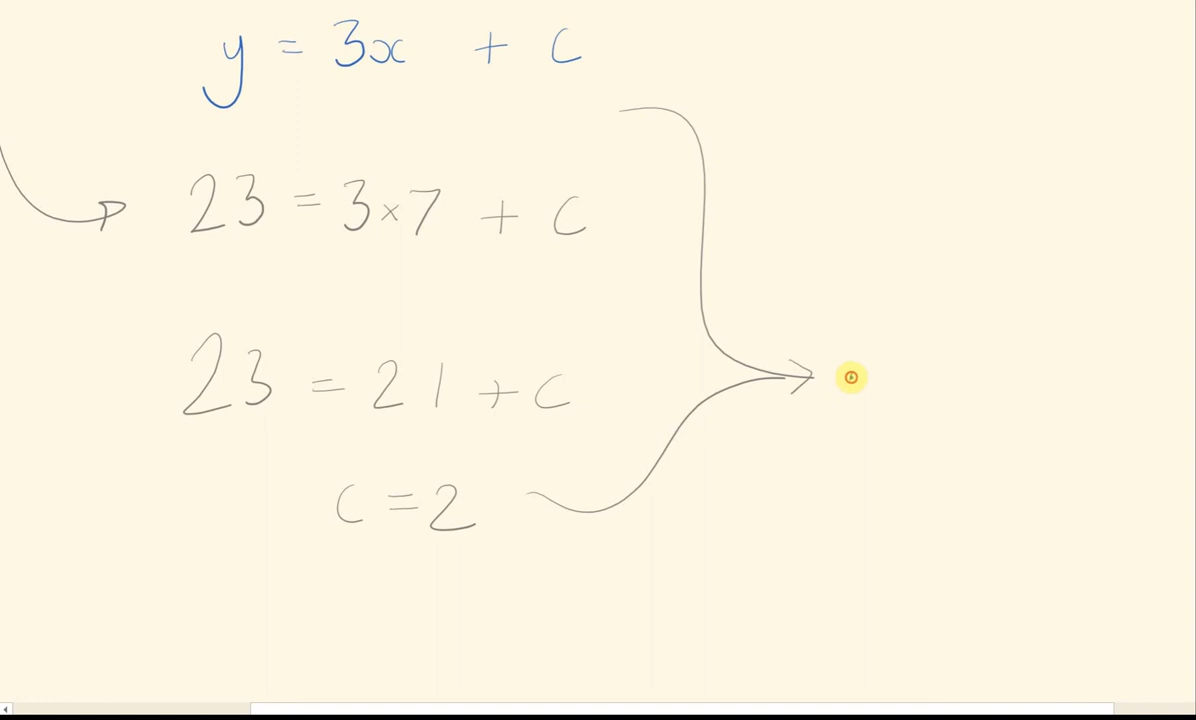 y = 3x + c
23 = 3×7 + c
23 = 21 + c
c = 2